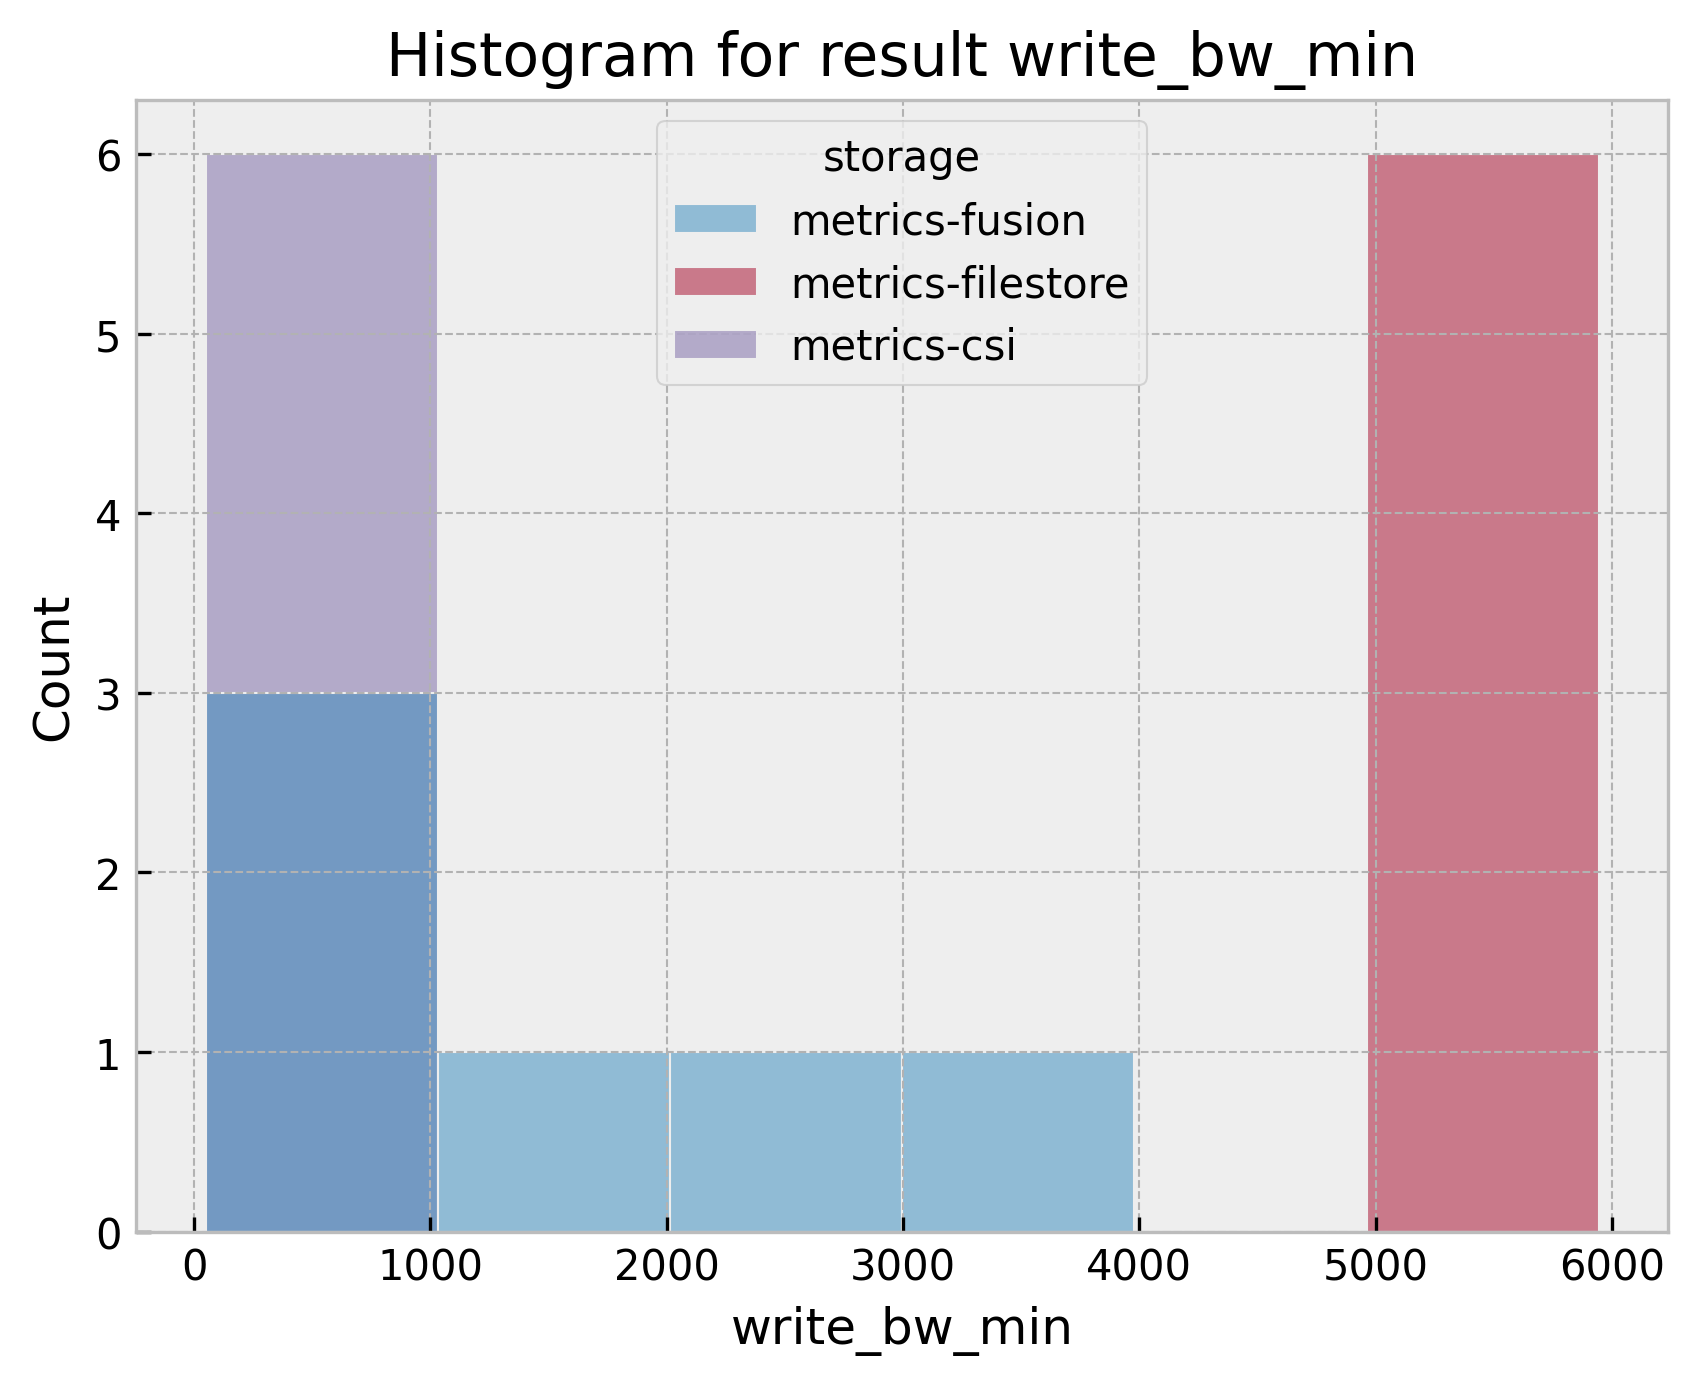 Histogram for result write_bw_min
storage
metrics-fusion
metrics-filestore
metrics-csi
Count
6
5
4
3
2
1
0
0 1000 2000 3000 4000 5000 6000
write_bw_min